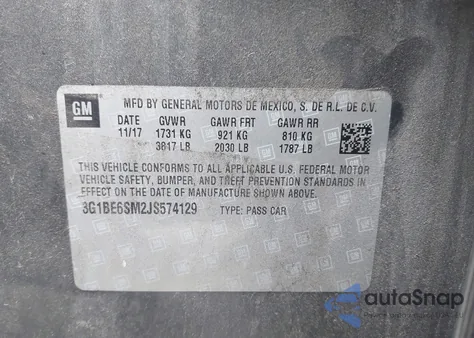 GM
MFD BY GENERAL MOTORS DE MEXICO, S. DE R.L. DE C.V.
DATE GVWR GAWR FRT GAWR RR
11/17 1731 KG 921 KG 810 KG
3817 LB 2030 LB 1787 LB
THIS VEHICLE CONFORMS TO ALL APPLICABLE U.S. FEDERAL MOTOR
VEHICLE SAFETY, BUMPER, AND THEFT PREVENTION STANDARDS IN
EFFECT ON THE DATE OF MANUFACTURE SHOWN ABOVE.
3G1BE6SM2JS574129 TYPE: PASS CAR
autoSnap